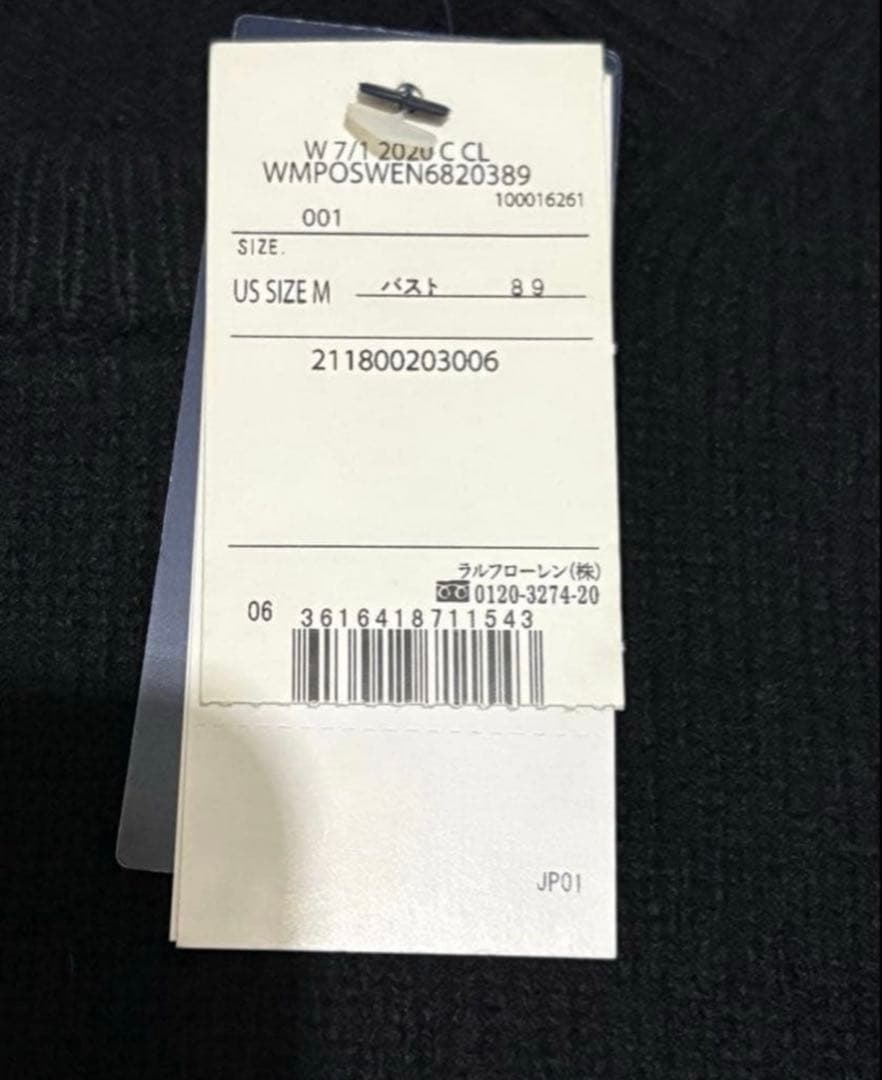 W 7/1 2020 C CL
WMPOSWEN6820389
100016261
001
SIZE.
US SIZE M バスト 89
211800203006
ラルフローレン(株)
0120-3274-20
06 3616418711543
JP01